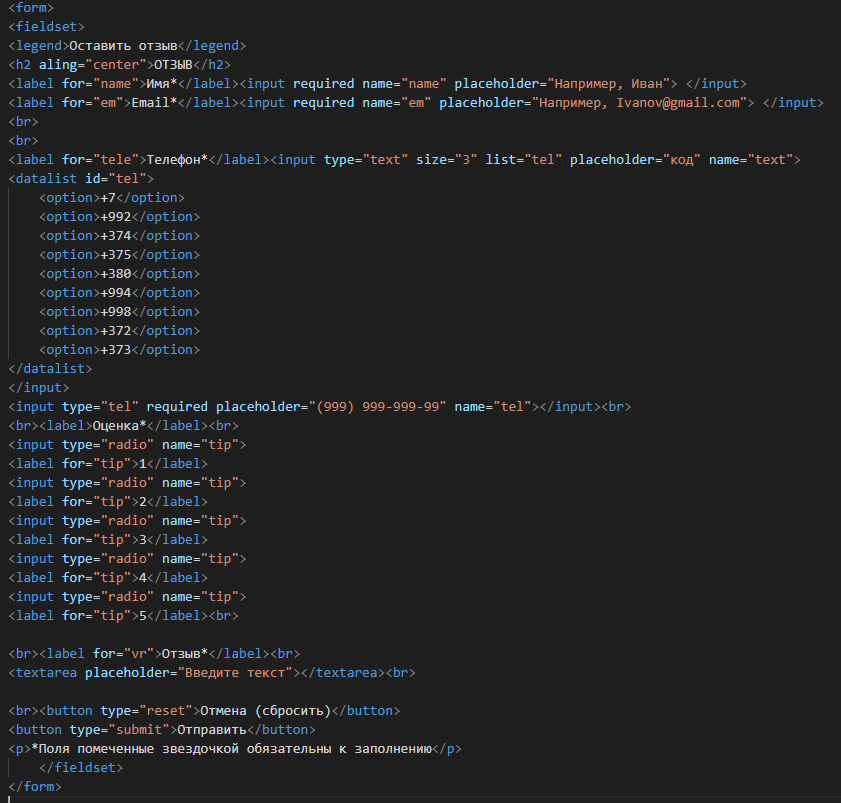 <form>
<fieldset>
<legend>Оставить отзыв</legend>
<h2 aling="center">ОТЗЫВ</h2>
<label for="name">Имя*</label><input required name="name" placeholder="Например, Иван"> </input>
<label for="em">Email*</label><input required name="em" placeholder="Например, Ivanov@gmail.com"> </input>
<br>
<br>
<label for="tele">Телефон*</label><input type="text" size="3" list="tel" placeholder="код" name="text">
<datalist id="tel">
<option>+7</option>
<option>+992</option>
<option>+374</option>
<option>+375</option>
<option>+380</option>
<option>+994</option>
<option>+998</option>
<option>+372</option>
<option>+373</option>
</datalist>
</input>
<input type="tel" required placeholder="(999) 999-999-99" name="tel"></input><br>
<br><label>Оценка*</label><br>
<input type="radio" name="tip">
<label for="tip">1</label>
<input type="radio" name="tip">
<label for="tip">2</label>
<input type="radio" name="tip">
<label for="tip">3</label>
<input type="radio" name="tip">
<label for="tip">4</label>
<input type="radio" name="tip">
<label for="tip">5</label><br>
<br><label for="vr">Отзыв*</label><br>
<textarea placeholder="Введите текст"></textarea><br>
<br><button type="reset">Отмена (сбросить)</button>
<button type="submit">Отправить</button>
<p>*Поля помеченные звездочкой обязательны к заполнению</p>
</fieldset>
</form>